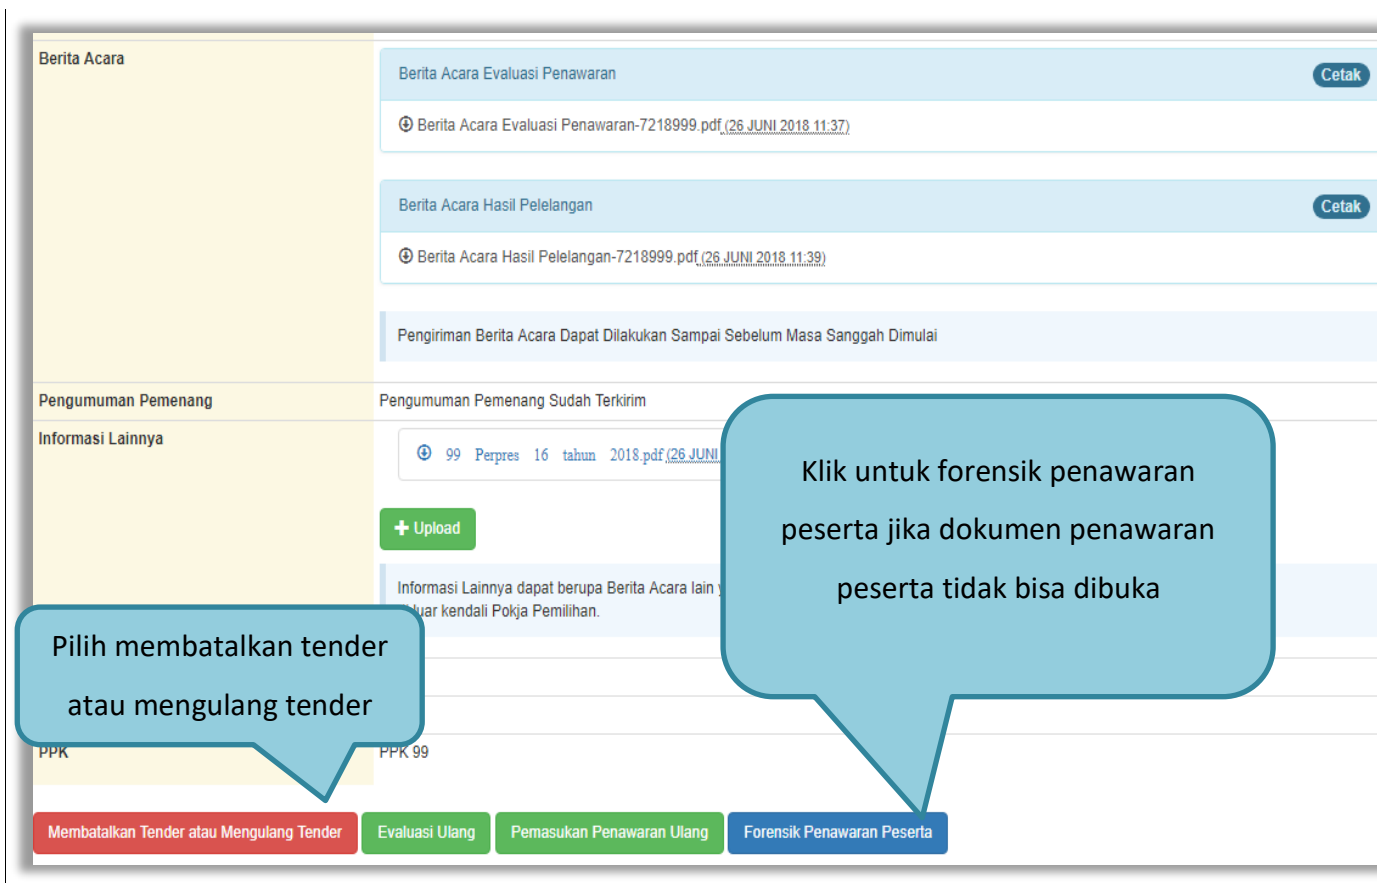 Berita Acara
Berita Acara Evaluasi Penawaran
Cetak
Berita Acara Evaluasi Penawaran-7218999.pdf (26 JUNI 2018 11:37)
Berita Acara Hasil Pelelangan
Cetak
Berita Acara Hasil Pelelangan-7218999.pdf (26 JUNI 2018 11:39)
Pengiriman Berita Acara Dapat Dilakukan Sampai Sebelum Masa Sanggah Dimulai
Pengumuman Pemenang
Pengumuman Pemenang Sudah Terkirim
Informasi Lainnya
99 Perpres 16 tahun 2018.pdf (26 JUNI
+ Upload
Informasi Lainnya dapat berupa Berita Acara lain
kendali Pokja Pemilihan.
Klik untuk forensik penawaran
peserta jika dokumen penawaran
peserta tidak bisa dibuka
Pilih membatalkan tender
atau mengulang tender
PPK
PPK 99
Membatalkan Tender atau Mengulang Tender
Evaluasi Ulang
Pemasukan Penawaran Ulang
Forensik Penawaran Peserta